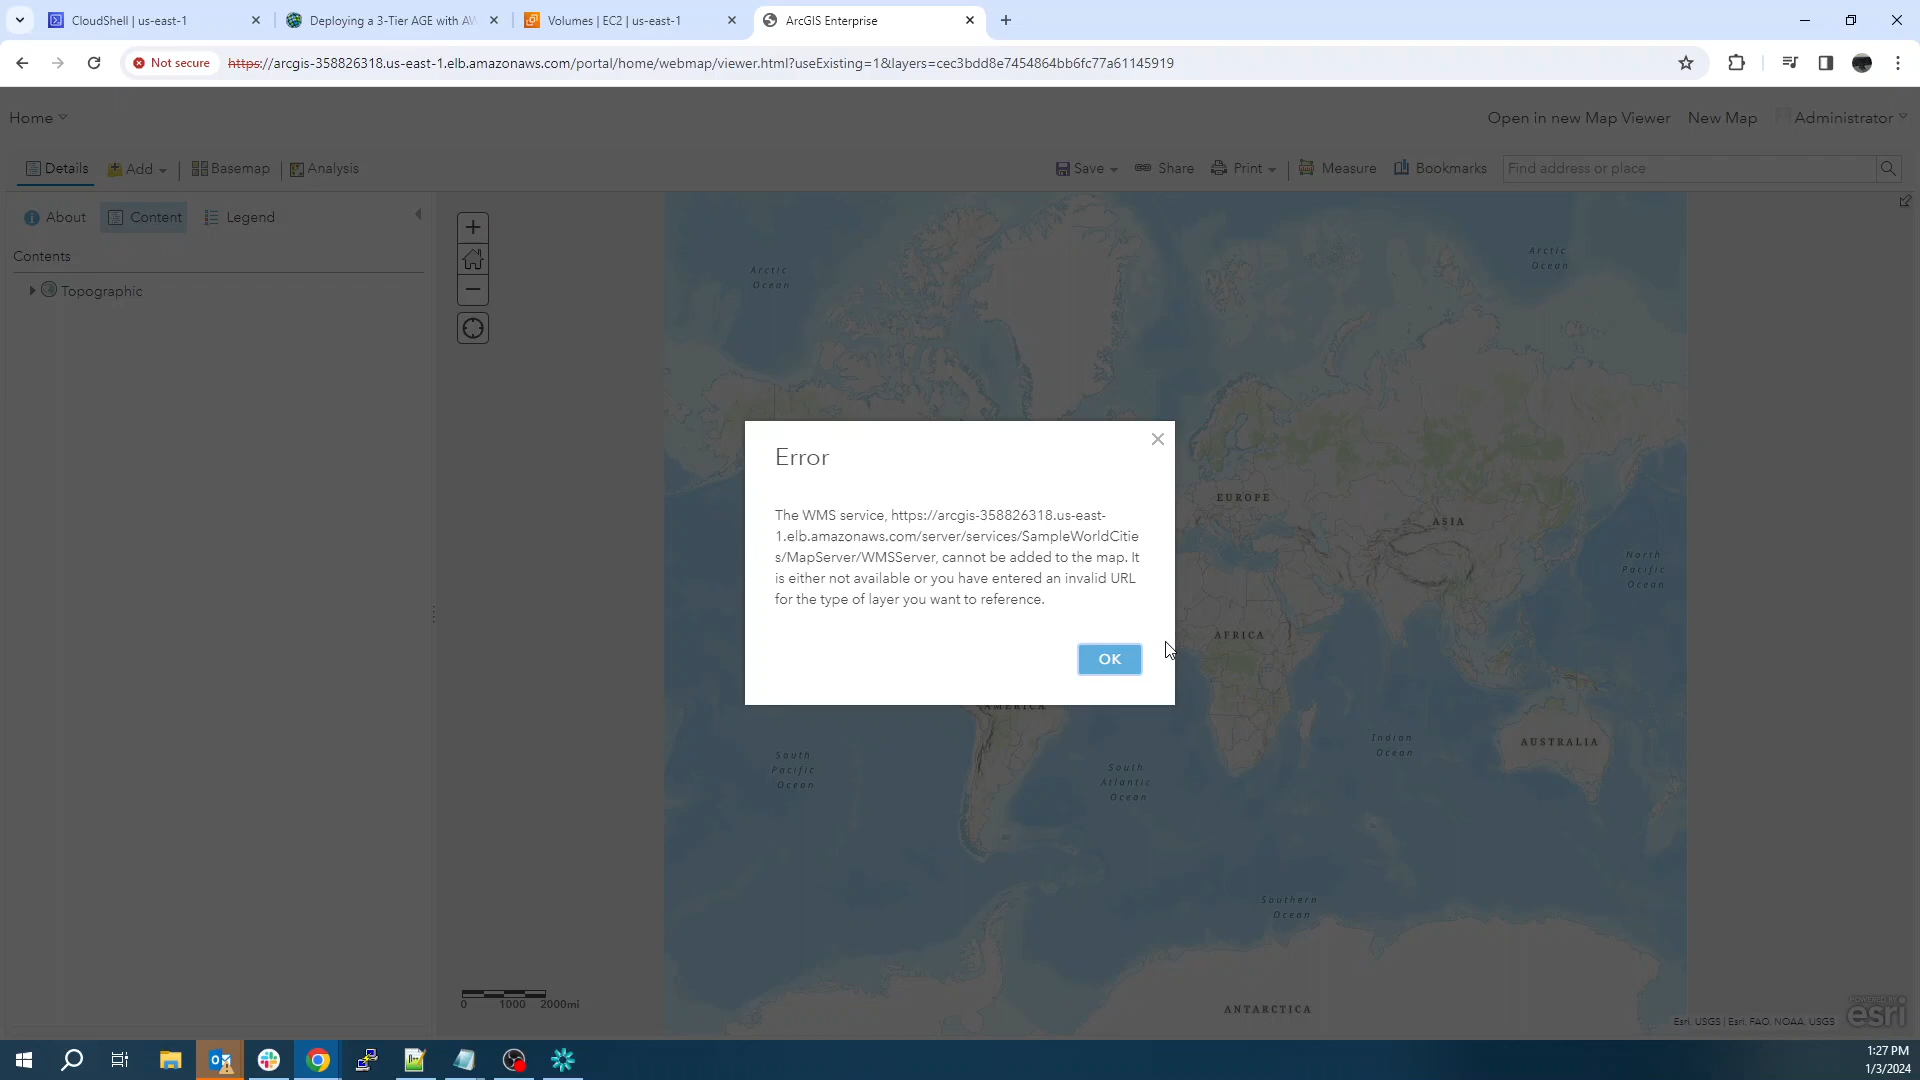 CloudShell | us-east-1
Deploying a 3-Tier AGE with AW
Volumes | EC2 | us-east-1
ArcGIS Enterprise
Not secure
https://arcgis-358826318.us-east-1.elb.amazonaws.com/portal/home/webmap/viewer.html?useExisting=1&layers=cec3bdd8e7454864bb6fc77a61145919
Home
Open in new Map Viewer
New Map
Administrator
Details
Add
Basemap
Analysis
Save
Share
Print
Measure
Bookmarks
Find address or place
About
Content
Legend
Contents
Topographic
Arctic
Ocean
Arctic
Ocean
EUROPE
ASIA
North
Pacific
Ocean
AFRICA
AMERICA
Indian
Ocean
AUSTRALIA
South
Pacific
Ocean
South
Atlantic
Ocean
Southern
Ocean
ANTARCTICA
Error
The WMS service, https://arcgis-358826318.us-east-
1.elb.amazonaws.com/server/services/SampleWorldCitie
s/MapServer/WMSServer, cannot be added to the map. It
is either not available or you have entered an invalid URL
for the type of layer you want to reference.
OK
0 1000 2000mi
POWERED BY
esri
Esri, USGS | Esri, FAO, NOAA, USGS
1:27 PM
1/3/2024